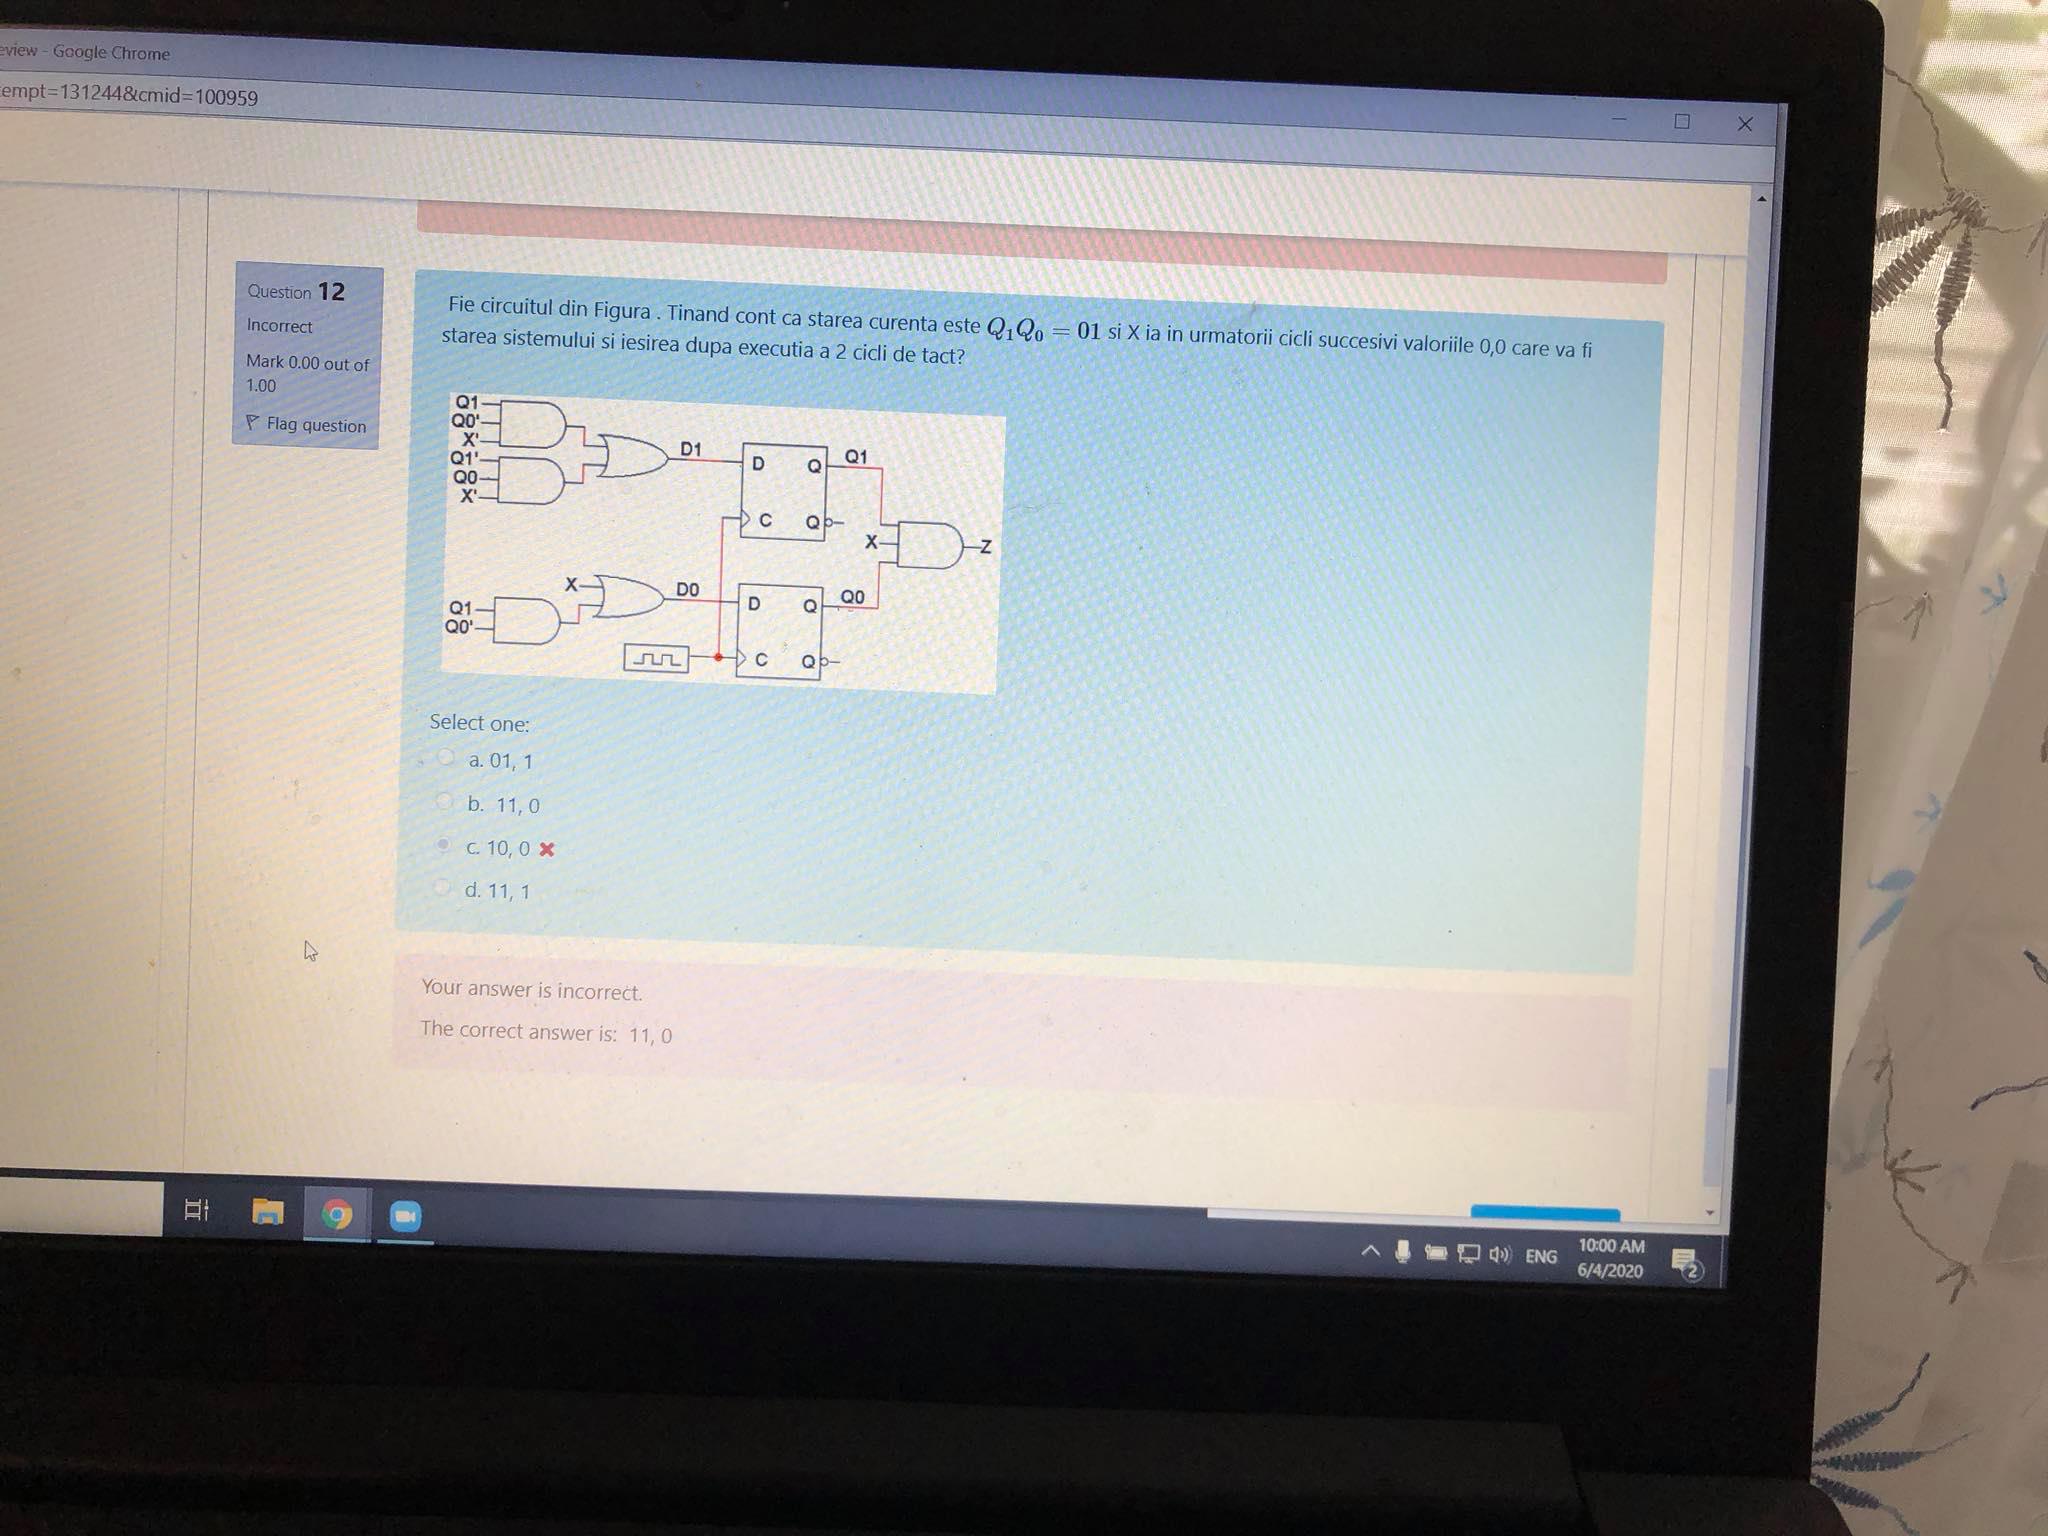 eview - Google Chrome
empt=131244&cmid=100959
Question 12
Incorrect
Mark 0.00 out of
1.00
Flag question
Fie circuitul din Figura . Tinand cont ca starea curenta este Q₁Q₀ = 01 si X ia in urmatorii cicli succesivi valoriile 0,0 care va fi
starea sistemului si iesirea dupa executia a 2 cicli de tact?
Q1
Q0'
X'
Q1'
Q0
X'
D1
D Q
C Q
Q1
X
Z
X
Q1
Q0'
D0
D Q
C Q
Q0
Select one:
a. 01, 1
b. 11, 0
c. 10, 0
d. 11, 1
Your answer is incorrect.
The correct answer is: 11, 0
ENG
10:00 AM
6/4/2020
2